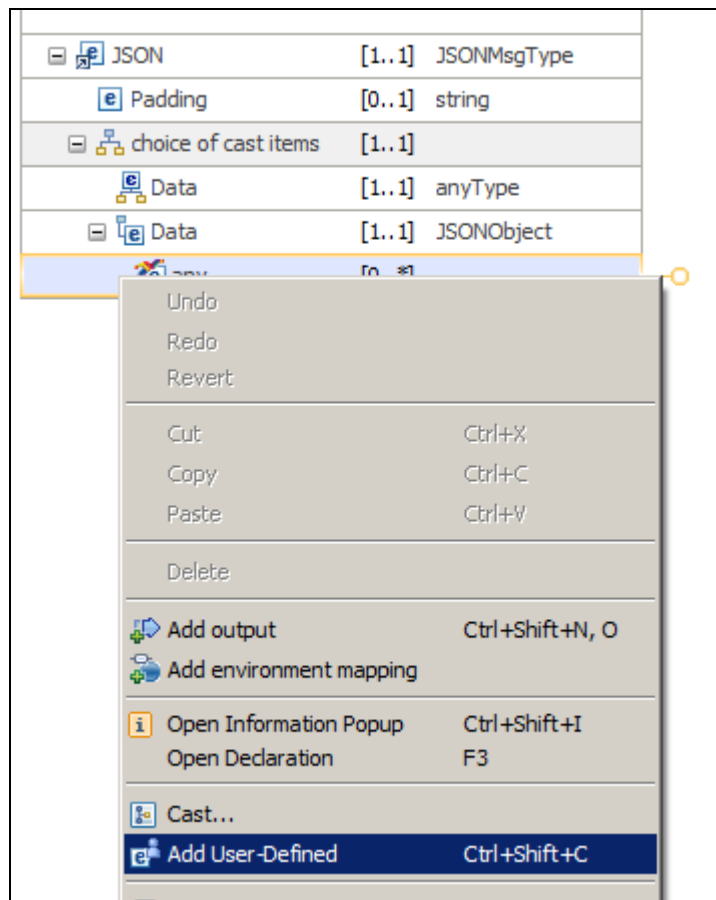 JSON [1..1] JSONMsgType
Padding [0..1] string
choice of cast items [1..1]
Data [1..1] anyType
Data [1..1] JSONObject
any [0..*]
Undo
Redo
Revert
Cut Ctrl+X
Copy Ctrl+C
Paste Ctrl+V
Delete
Add output Ctrl+Shift+N, O
Add environment mapping
Open Information Popup Ctrl+Shift+I
Open Declaration F3
Cast...
Add User-Defined Ctrl+Shift+C